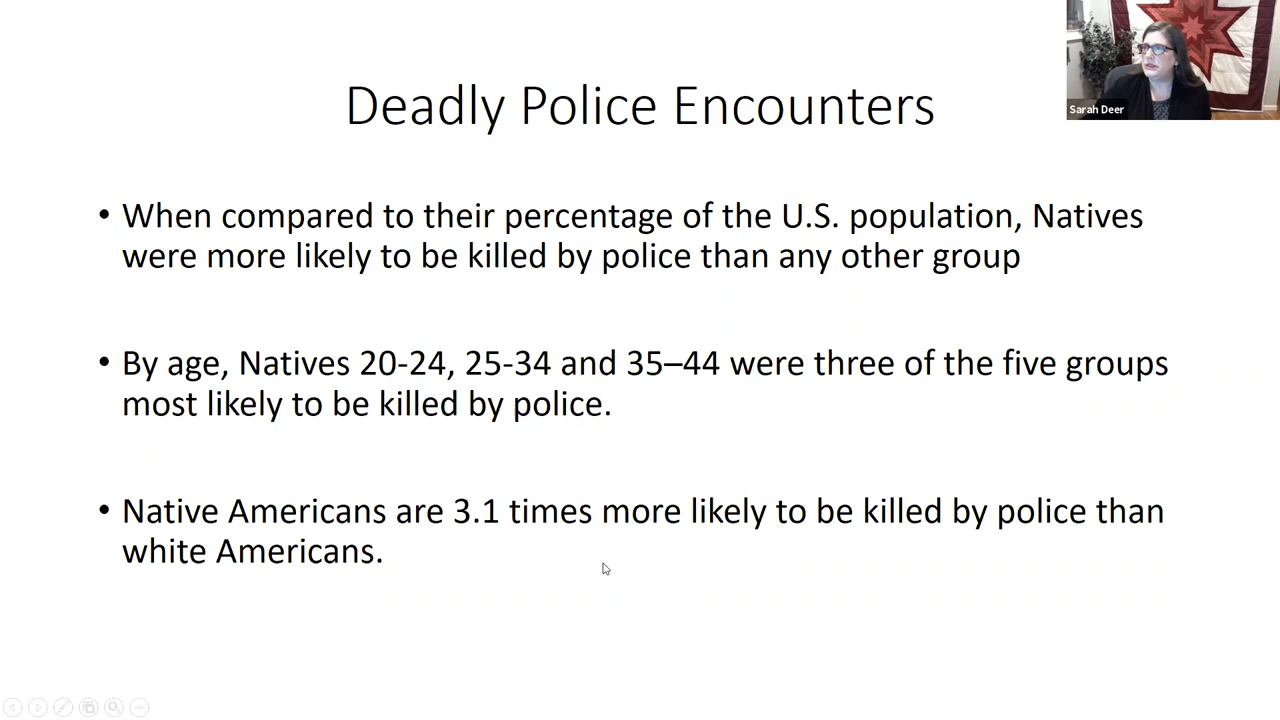 Deadly Police Encounters
Sarah Deer
• When compared to their percentage of the U.S. population, Natives
were more likely to be killed by police than any other group
• By age, Natives 20-24, 25-34 and 35–44 were three of the five groups
most likely to be killed by police.
• Native Americans are 3.1 times more likely to be killed by police than
white Americans.